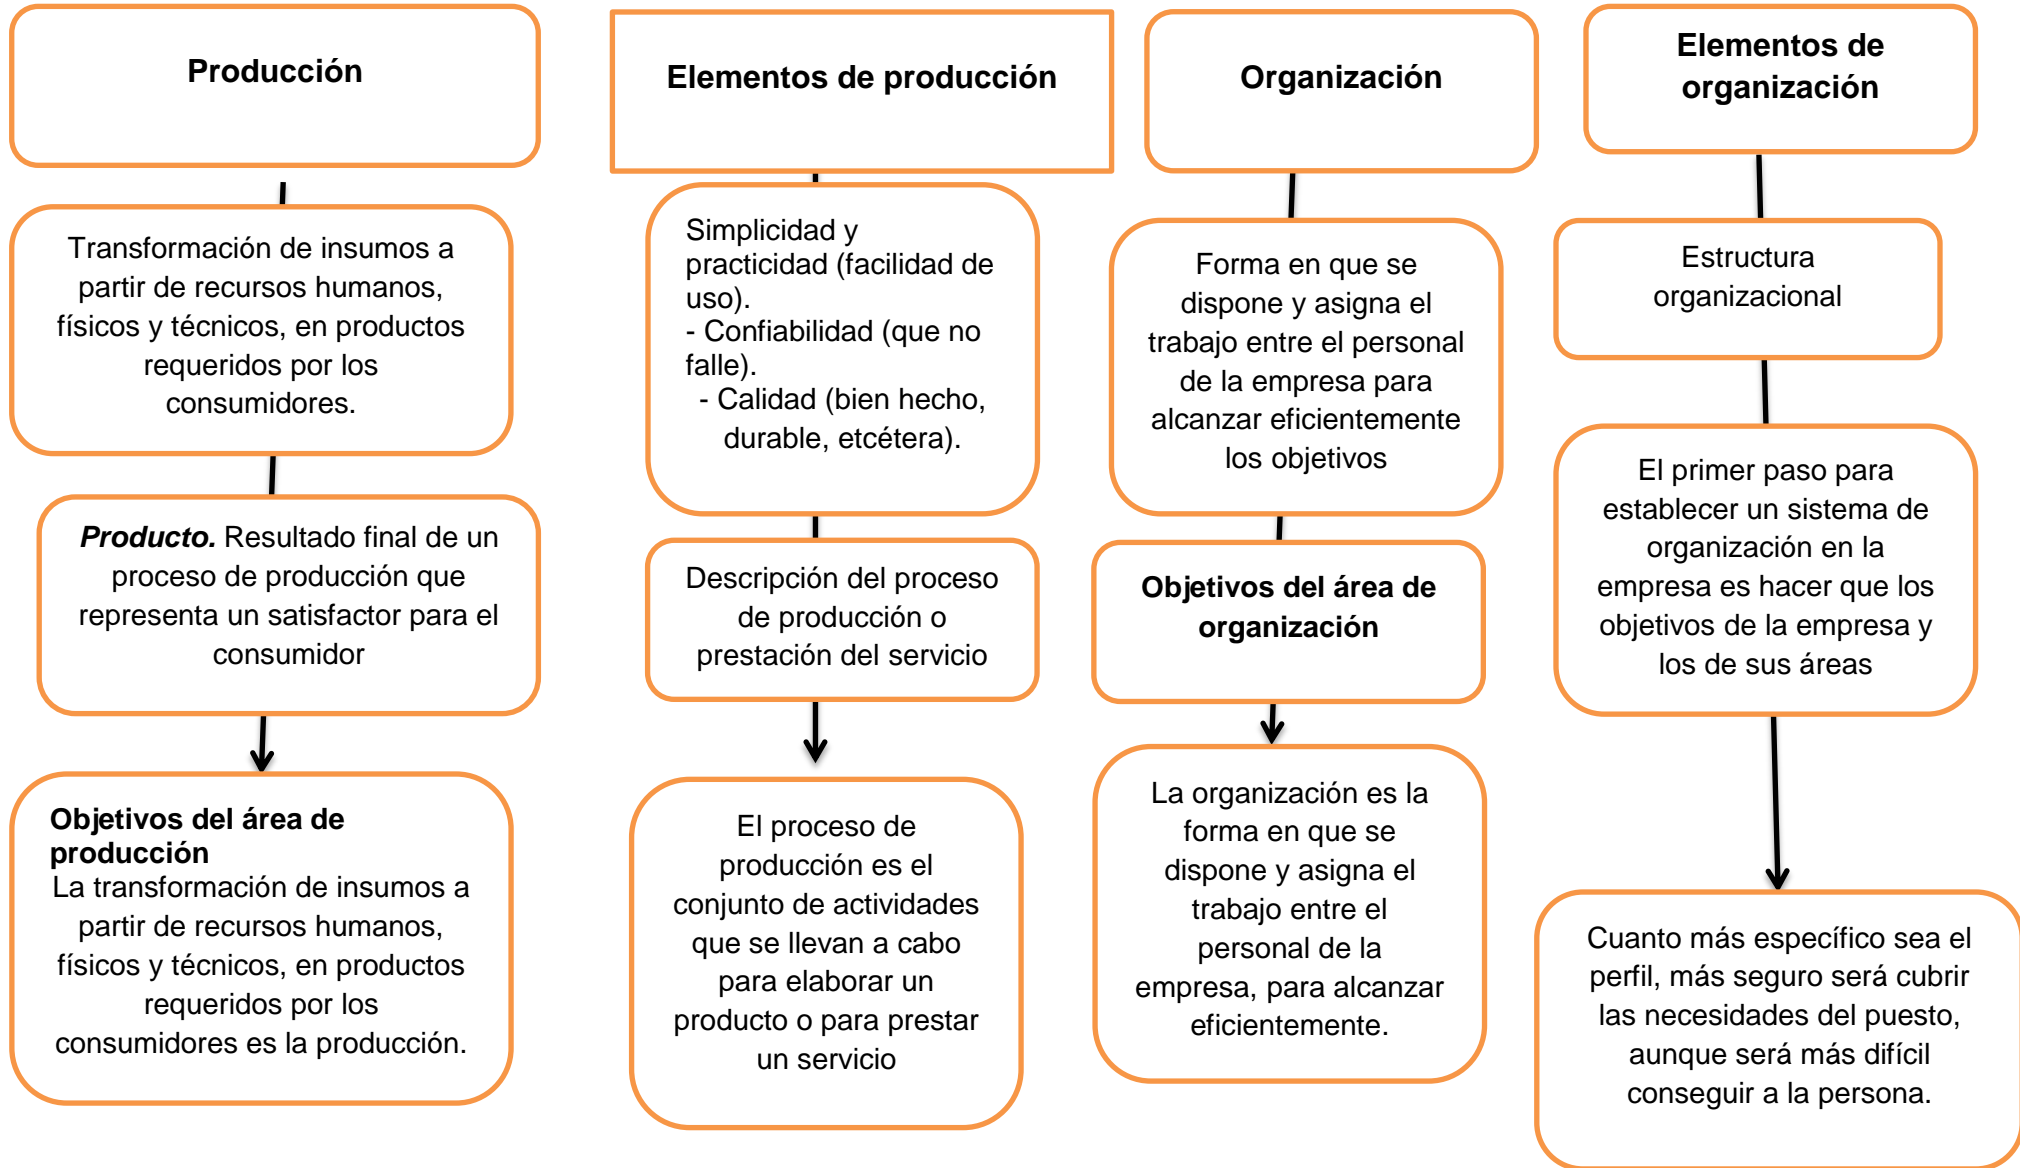 Producción
Transformación de insumos a
partir de recursos humanos,
físicos y técnicos, en productos
requeridos por los
consumidores.
Producto. Resultado final de un
proceso de producción que
representa un satisfactor para el
consumidor
Objetivos del área de
producción
La transformación de insumos a
partir de recursos humanos,
físicos y técnicos, en productos
requeridos por los
consumidores es la producción.
Elementos de producción
Simplicidad y
practicidad (facilidad de
uso).
- Confiabilidad (que no
falle).
- Calidad (bien hecho,
durable, etcétera).
Descripción del proceso
de producción o
prestación del servicio
El proceso de
producción es el
conjunto de actividades
que se llevan a cabo
para elaborar un
producto o para prestar
un servicio
Organización
Forma en que se
dispone y asigna el
trabajo entre el personal
de la empresa para
alcanzar eficientemente
los objetivos
Objetivos del área de
organización
La organización es la
forma en que se
dispone y asigna el
trabajo entre el
personal de la
empresa, para alcanzar
eficientemente.
Elementos de
organización
Estructura
organizacional
El primer paso para
establecer un sistema de
organización en la
empresa es hacer que los
objetivos de la empresa y
los de sus áreas
Cuanto más específico sea el
perfil, más seguro será cubrir
las necesidades del puesto,
aunque será más difícil
conseguir a la persona.